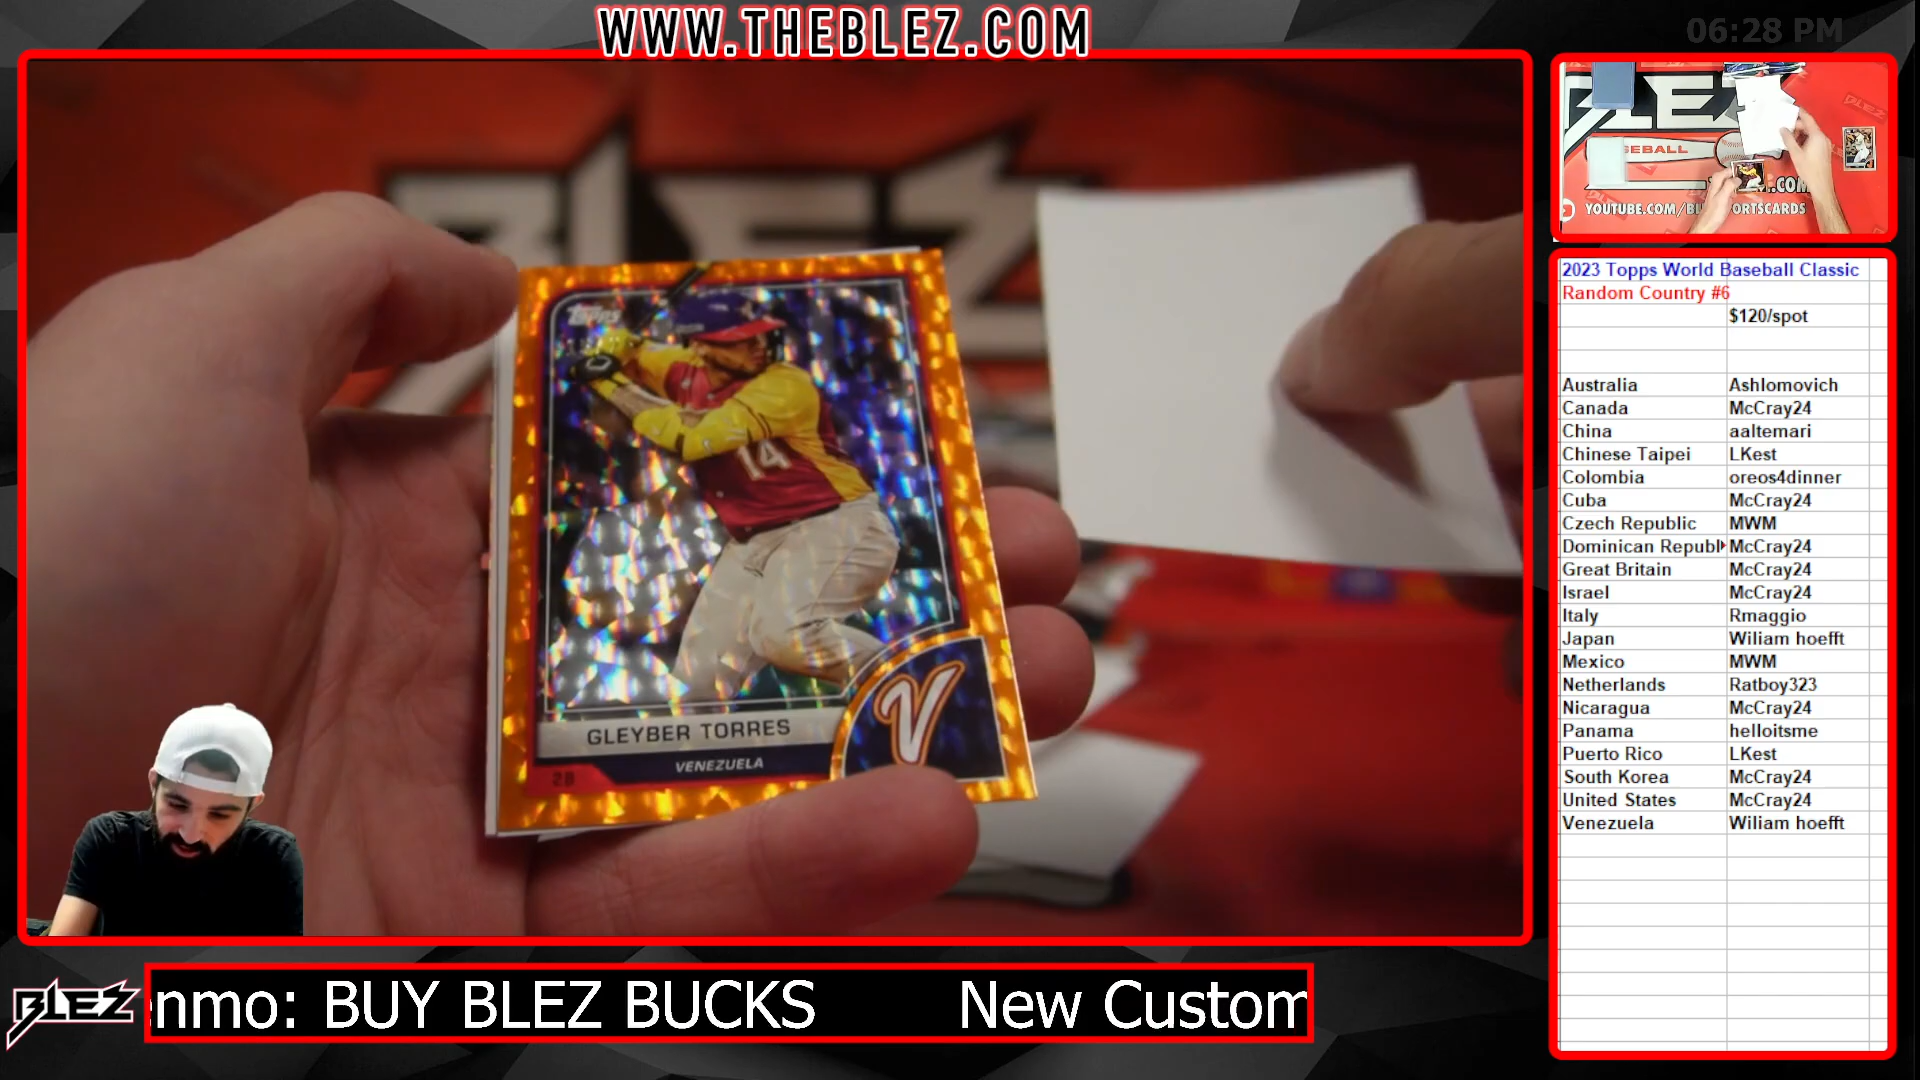 WWW.THEBLEZ.COM
06:28 PM
BLEZ
Topps
14
GLEYBER TORRES
VENEZUELA
2B
V
BLEZ
YOUTUBE.COM/BL
2023 Topps World Baseball Classic
Random Country #6
$120/spot
Australia Ashlomovich
Canada McCray24
China aaltemari
Chinese Taipei LKest
Colombia oreos4dinner
Cuba McCray24
Czech Republic MWM
Dominican Republ McCray24
Great Britain McCray24
Israel McCray24
Italy Rmaggio
Japan Wiliam hoefft
Mexico MWM
Netherlands Ratboy323
Nicaragua McCray24
Panama helloitsme
Puerto Rico LKest
South Korea McCray24
United States McCray24
Venezuela Wiliam hoefft
BLEZ
enmo: BUY BLEZ BUCKS New Custom